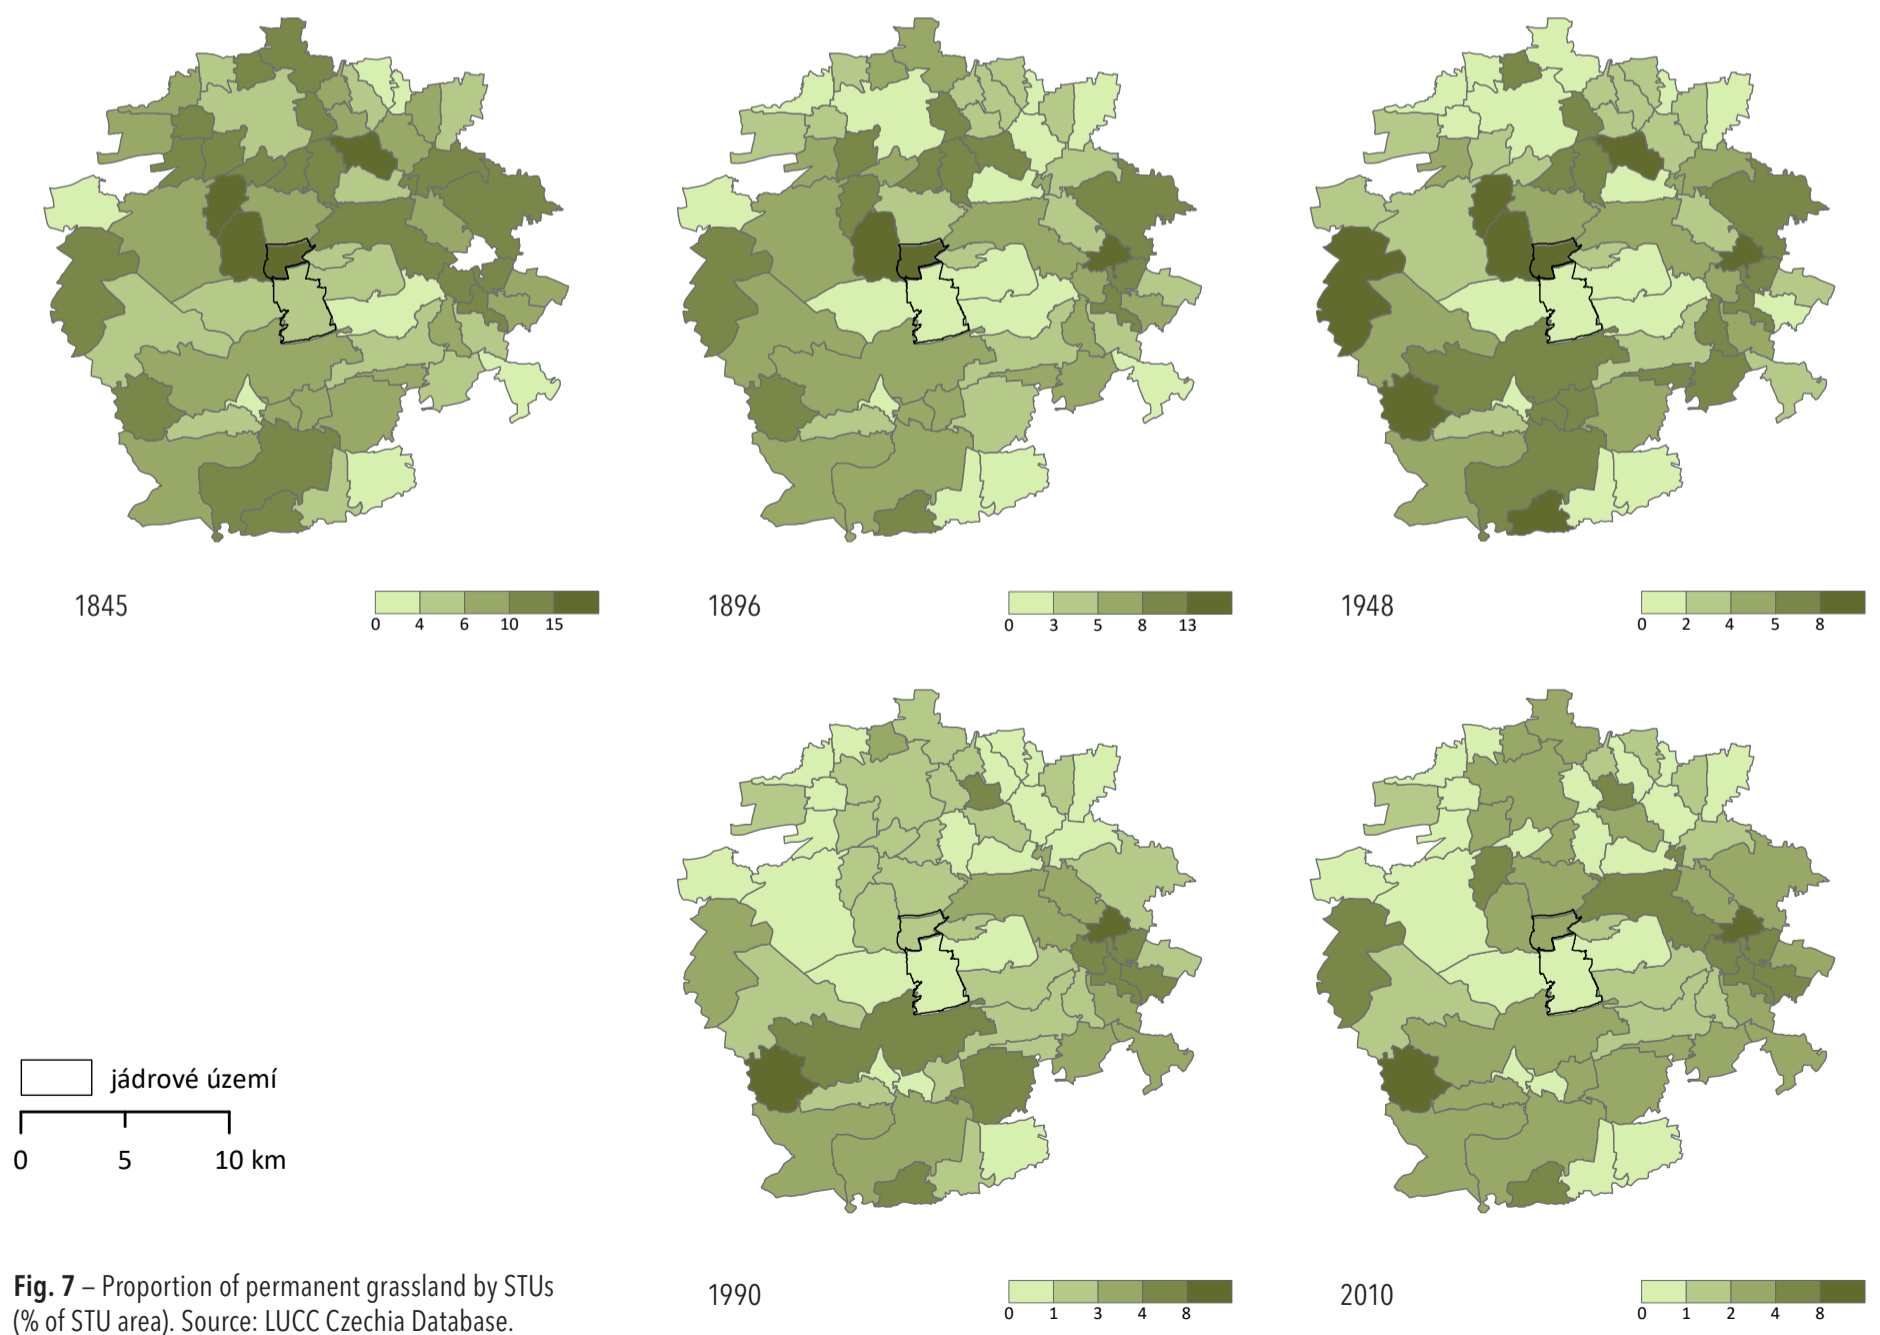 1845
0 4 6 10 15
1896
0 3 5 8 13
1948
0 2 4 5 8
jádrové území
0 5 10 km
Fig. 7 – Proportion of permanent grassland by STUs
(% of STU area). Source: LUCC Czechia Database.
1990
0 1 3 4 8
2010
0 1 2 4 8